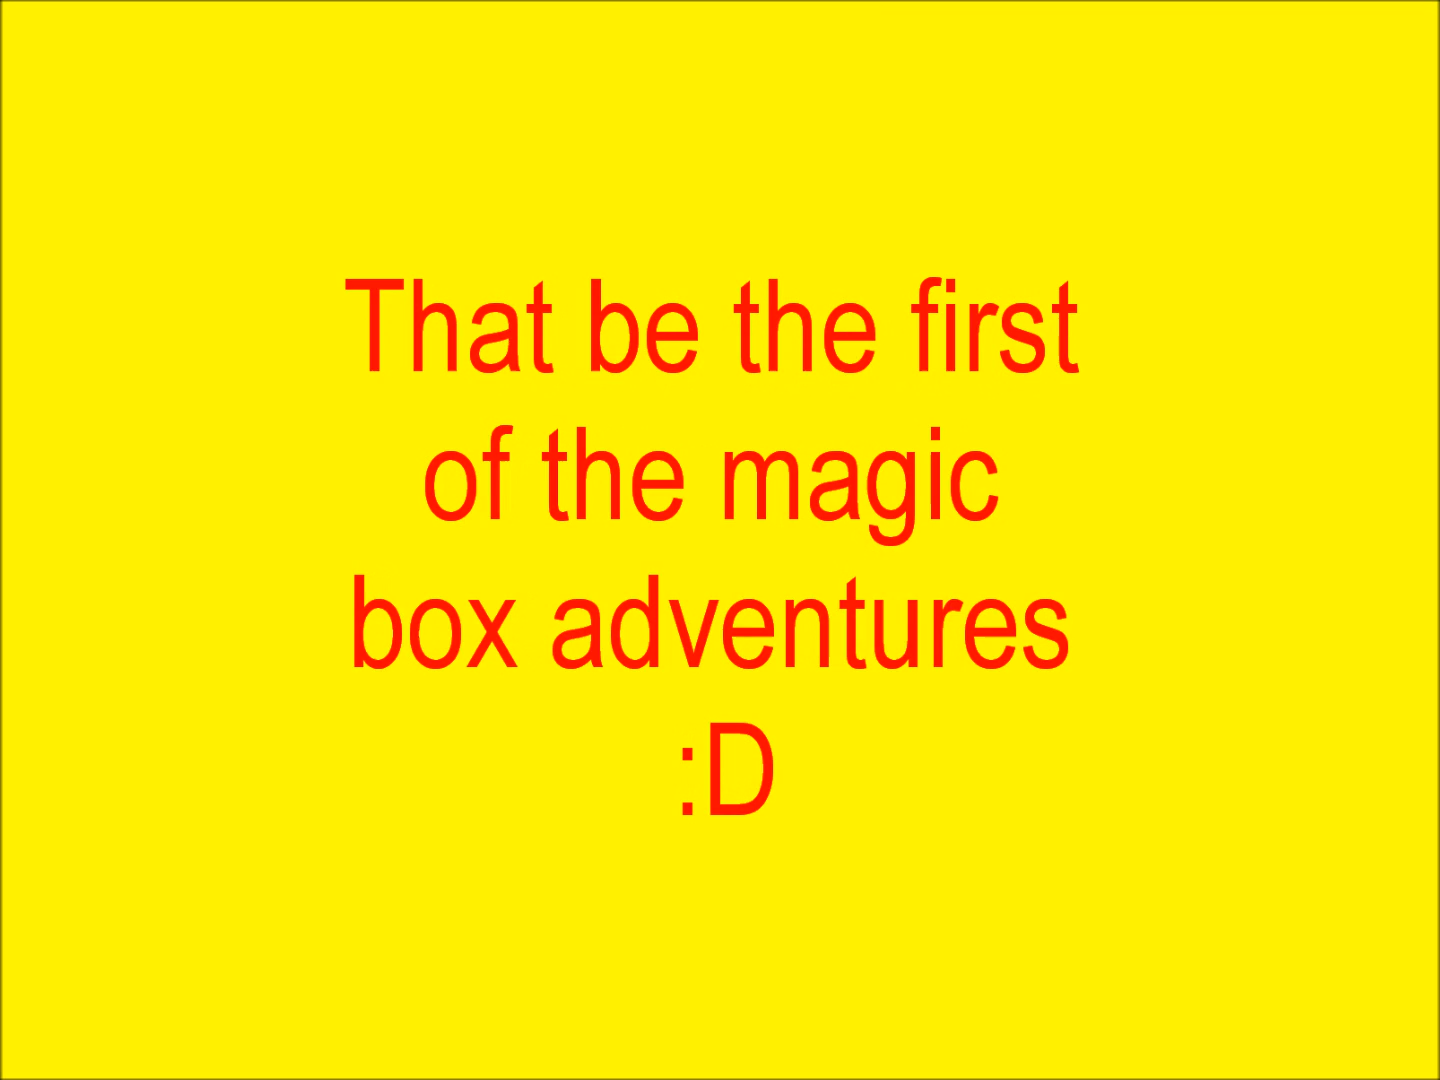 That be the first
of the magic
box adventures
:D